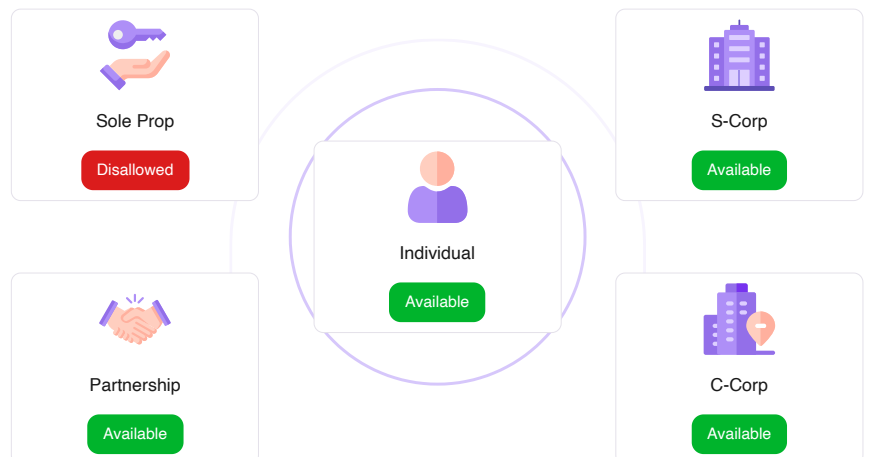 Sole Prop
Disallowed
S-Corp
Available
Individual
Available
Partnership
Available
C-Corp
Available